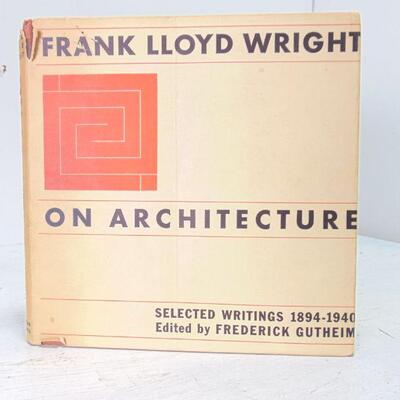 FRANK LLOYD WRIGHT
ON ARCHITECTURE
SELECTED WRITINGS 1894-1940
Edited by FREDERICK GUTHEIM